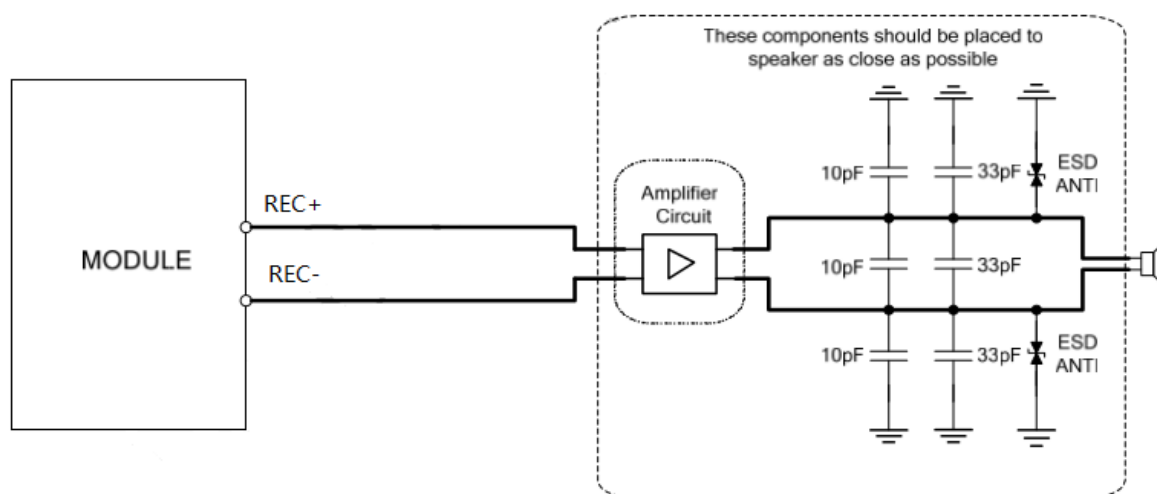 These components should be placed to
speaker as close as possible
10pF
33pF
ESD
ANTI
Amplifier
Circuit
REC+
MODULE
REC-
10pF
33pF
10pF
33pF
ESD
ANTI